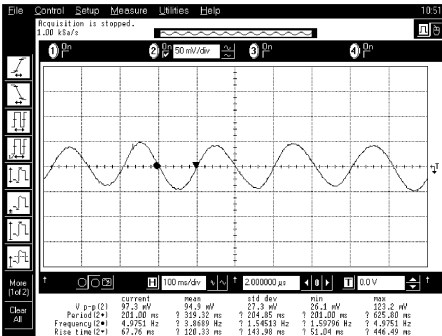 File Control Setup Measure Utilities Help 10:51
Acquisition is stopped.
1.00 kSa/s
1 On 2 On 50 mV/div 3 On 4 On
T
More
(1of2)
Clear
All
H 100 ms/div 2.000000 µs 0 T 0.0 V
current mean std dev min max
V p-p(2) 97.3 mV 94.9 mV 27.3 mV 26.1 mV 123.2 mV
Period(2•) 201.00 ms ? 319.32 ms ? 204.85 ms ? 201.00 ms ? 625.80 ms
Frequency(2•) 4.9751 Hz ? 3.8689 Hz ? 1.54513 Hz ? 1.59796 Hz ? 4.9751 Hz
Rise time(2•) 67.76 ms ? 120.33 ms ? 143.98 ms ? 51.04 ms ? 446.49 ms